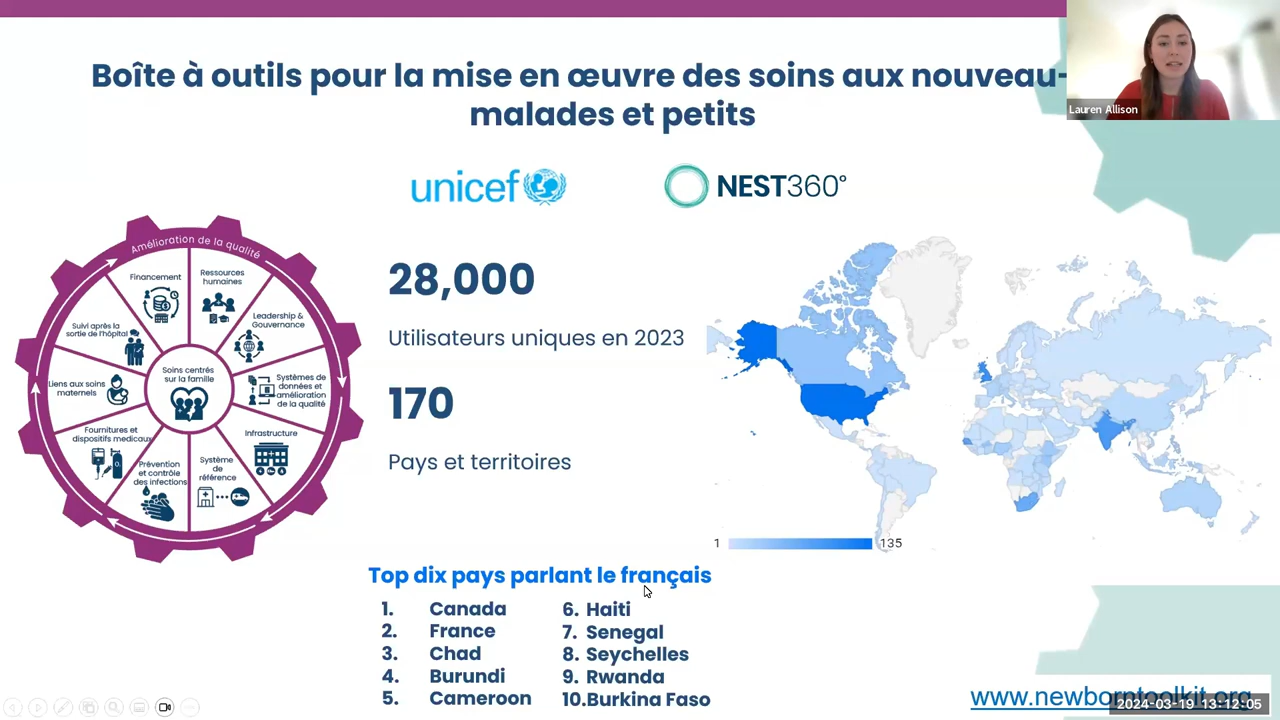 Boîte à outils pour la mise en œuvre des soins aux nouveau-
malades et petits
Lauren Allison
unicef
NEST360°
Amélioration de la qualité
Financement
Ressources
humaines
Leadership &
Gouvernance
Systèmes de
données et
amélioration
de la qualité
Infrastructure
Système
de
référence
Prévention
et contrôle
des infections
Fournitures et
dispositifs medicaux
Liens aux soins
maternels
Suivi après la
sortie de l'hôpital
Soins centrés
sur la famille
28,000
Utilisateurs uniques en 2023
170
Pays et territoires
1
135
Top dix pays parlant le français
1. Canada
2. France
3. Chad
4. Burundi
5. Cameroon
6. Haiti
7. Senegal
8. Seychelles
9. Rwanda
10.Burkina Faso
www.newborntoolkit.org
2024-03-19 13:12:05